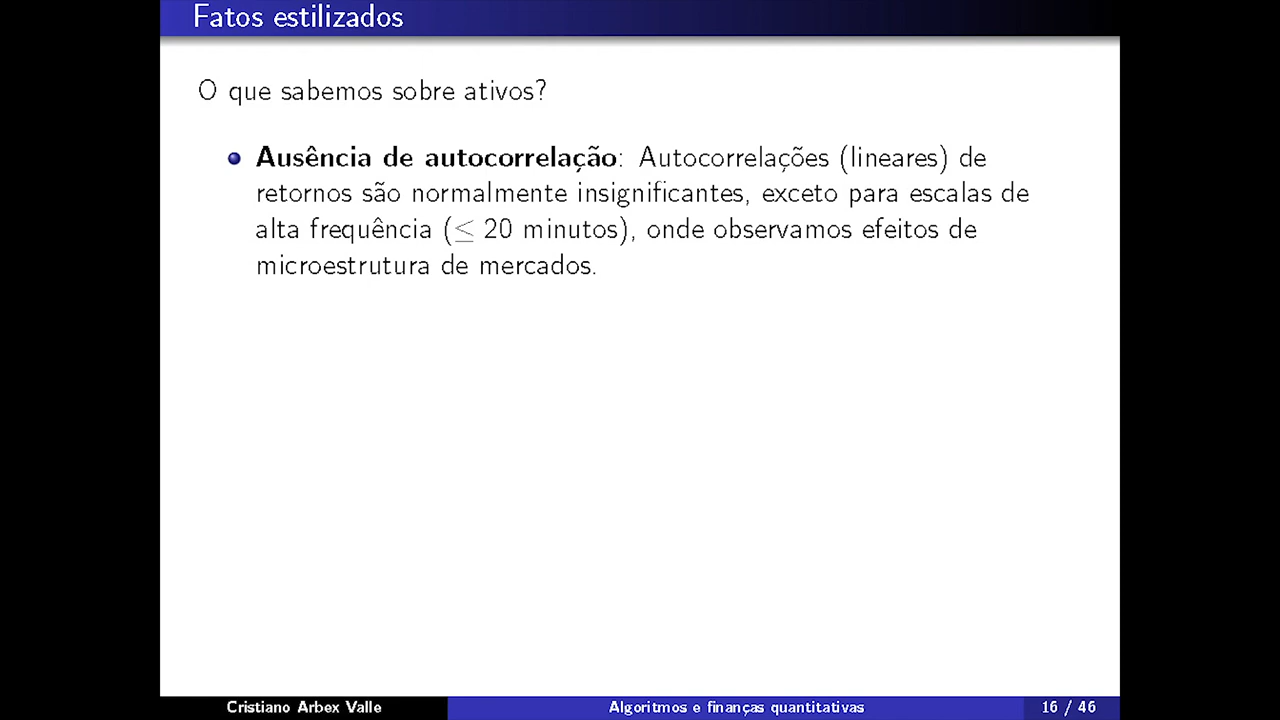 Fatos estilizados
O que sabemos sobre ativos?
Ausência de autocorrelação: Autocorrelações (lineares) de
retornos são normalmente insignificantes, exceto para escalas de
alta frequência (≤ 20 minutos), onde observamos efeitos de
microestrutura de mercados.
Cristiano Arbex Valle
Algoritmos e finanças quantitativas
16 / 46